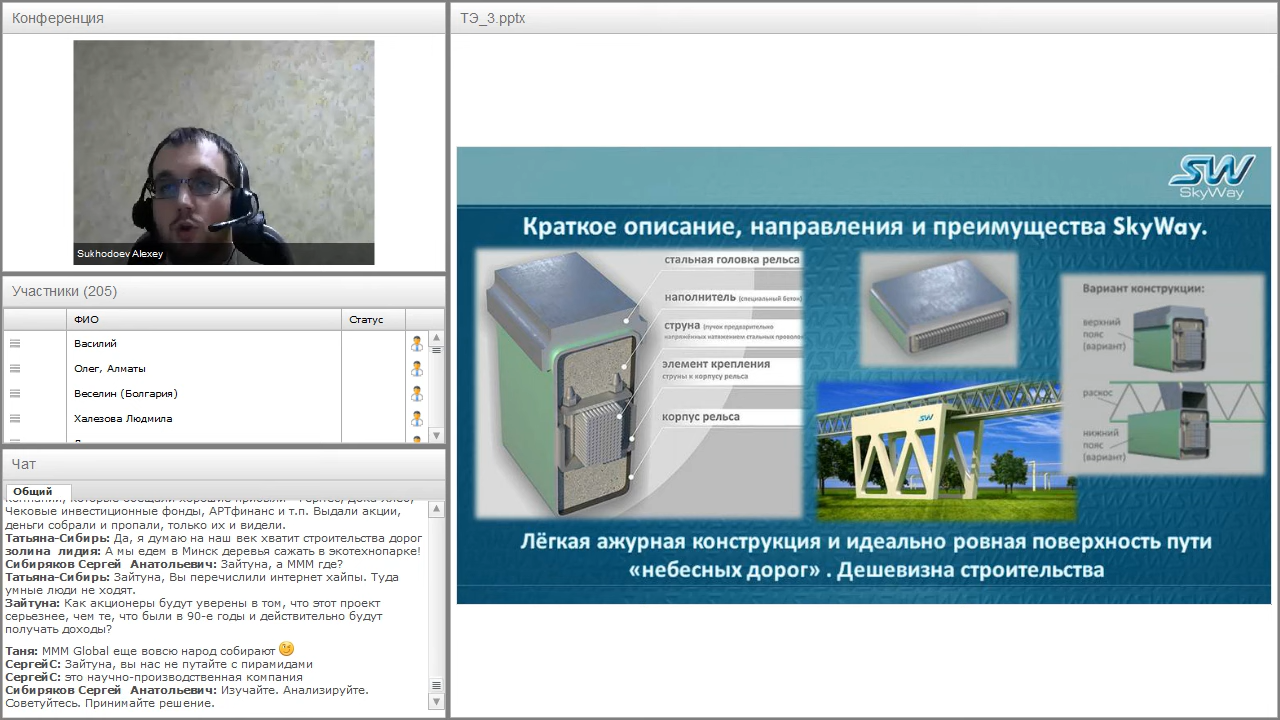 Конференция
Sukhodoev Alexey
Участники (205)
ФИО Статус
Василий
Олег, Алматы
Веселин (Болгария)
Халезова Людмила
Чат
Общий
Чековые инвестиционные фонды, АРТфинанс и т.п. Выдали акции,
деньги собрали и пропали, только их и видели.
Татьяна-Сибирь: Да, я думаю на наш век хватит строительства дорог
золина лидия: А мы едем в Минск деревья сажать в экотехнопарке!
Сибиряков Сергей Анатольевич: Зайтуна, а МММ где?
Татьяна-Сибирь: Зайтуна, Вы перечислили интернет хайпы. Туда
умные люди не ходят.
Зайтуна: Как акционеры будут уверены в том, что этот проект
серьезнее, чем те, что были в 90-е годы и действительно будут
получать доходы?
Таня: МММ Global еще вовсю народ собирают
СергейС: Зайтуна, вы нас не путайте с пирамидами
СергейС: это научно-производственная компания
Сибиряков Сергей Анатольевич: Изучайте. Анализируйте.
Советуйтесь. Принимайте решение.
ТЭ_3.pptx
SW
SkyWay
Краткое описание, направления и преимущества SkyWay.
стальная головка рельса
наполнитель (специальный бетон)
струна (пучок предварительно
напряжённых натяжением стальных
элемент крепления
струны к корпусу рельса
корпус рельса
SW
Вариант конструкции:
верхний
пояс
(вариант)
раскос
нижний
пояс
(вариант)
Лёгкая ажурная конструкция и идеально ровная поверхность пути
«небесных дорог» . Дешевизна строительства